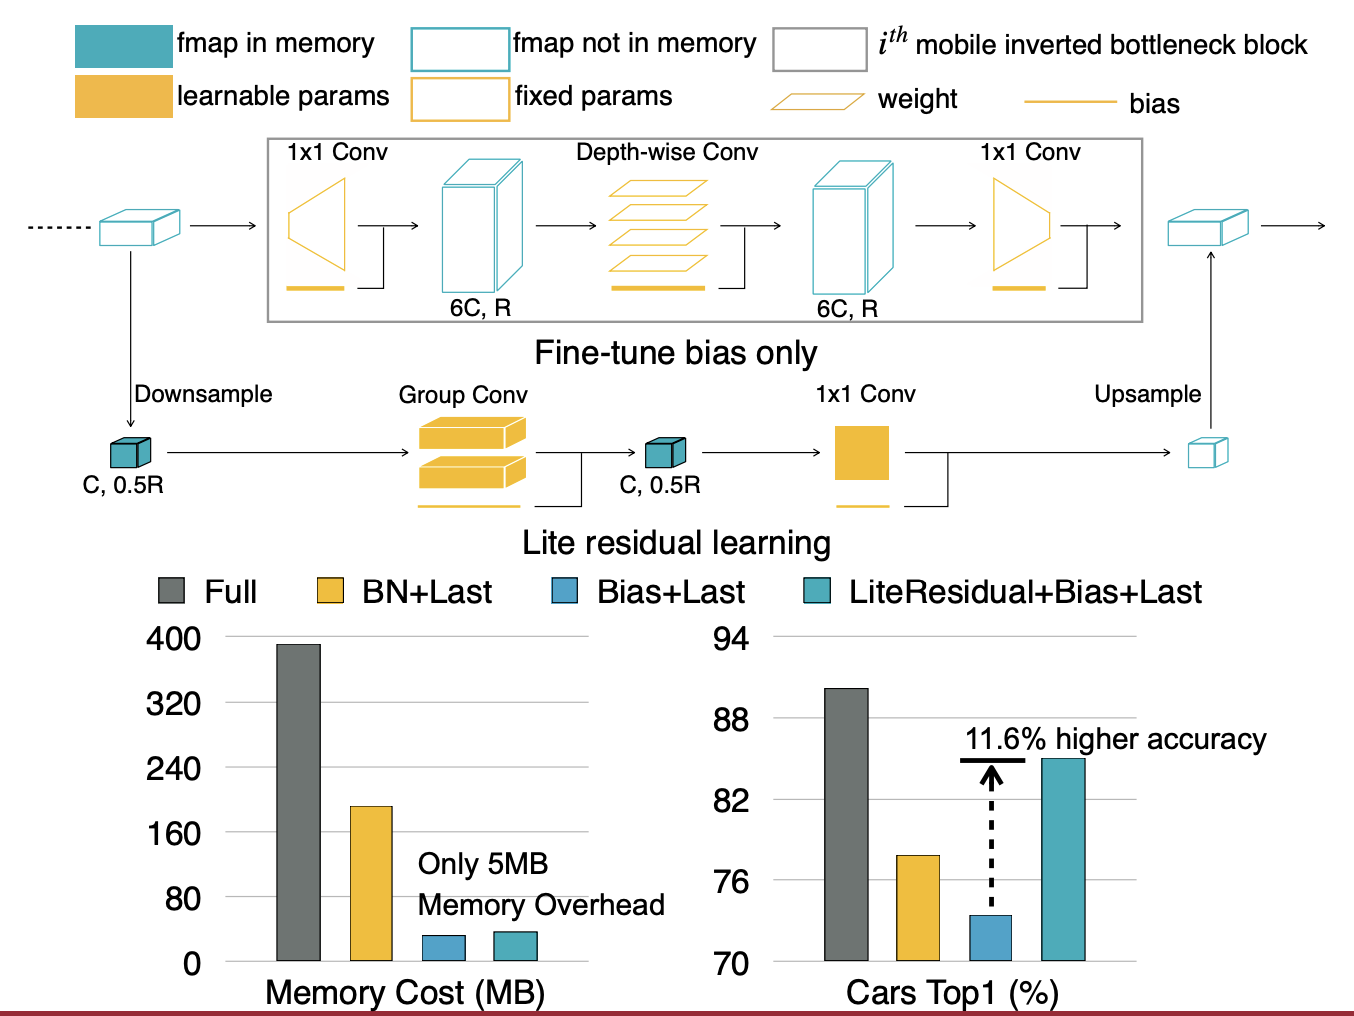 fmap in memory
fmap not in memory
iᵗʰ mobile inverted bottleneck block
learnable params
fixed params
weight
bias
1x1 Conv
Depth-wise Conv
1x1 Conv
6C, R
6C, R
Fine-tune bias only
Downsample
Group Conv
1x1 Conv
Upsample
C, 0.5R
C, 0.5R
Lite residual learning
Full
BN+Last
Bias+Last
LiteResidual+Bias+Last
400
320
240
160
80
0
Only 5MB
Memory Overhead
Memory Cost (MB)
94
88
82
76
70
11.6% higher accuracy
Cars Top1 (%)